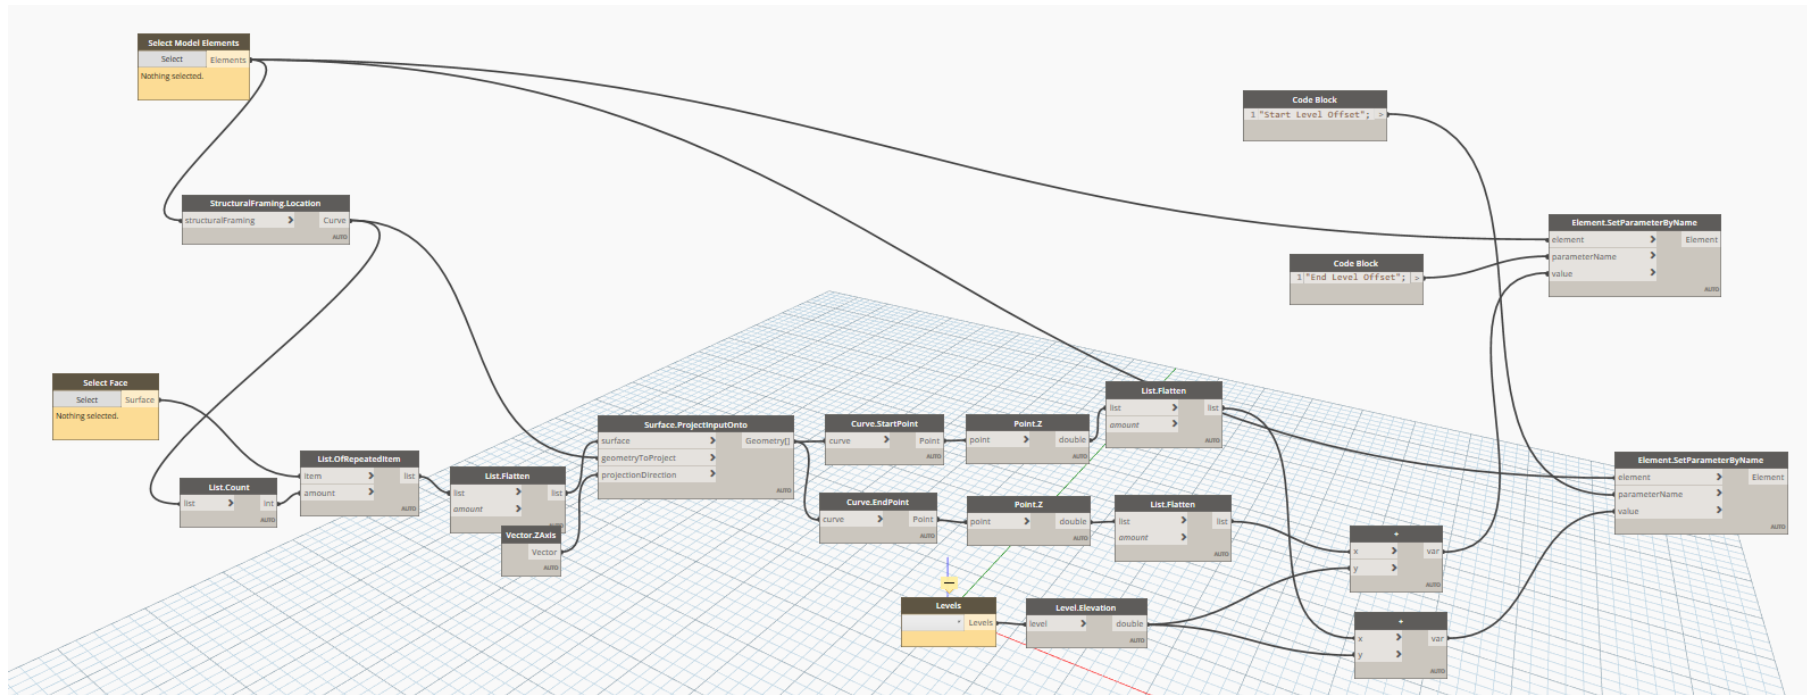 Select Model Elements
Select Elements
Nothing selected.
Code Block
1 "Start Level Offset"; >
StructuralFraming.Location
structuralFraming > Curve
AUTO
Element.SetParameterByName
element > Element
parameterName >
value >
AUTO
Code Block
1 "End Level Offset"; >
Select Face
Select Surface
Nothing selected.
List.Flatten
list > list
amount >
AUTO
Surface.ProjectInputOnto
surface > Geometry[]
geometryToProject >
projectionDirection >
AUTO
Curve.StartPoint
curve > Point
AUTO
Point.Z
point > double
AUTO
List.OfRepeatedItem
item > list
amount >
AUTO
Element.SetParameterByName
element > Element
parameterName >
value >
AUTO
List.Flatten
list > list
amount >
AUTO
List.Count
list > int
AUTO
Curve.EndPoint
curve > Point
AUTO
Point.Z
point > double
AUTO
List.Flatten
list > list
amount >
AUTO
Vector.ZAxis
Vector
AUTO
+
x > var
y >
AUTO
Levels
Levels
Level.Elevation
level > double
AUTO
+
x > var
y >
AUTO